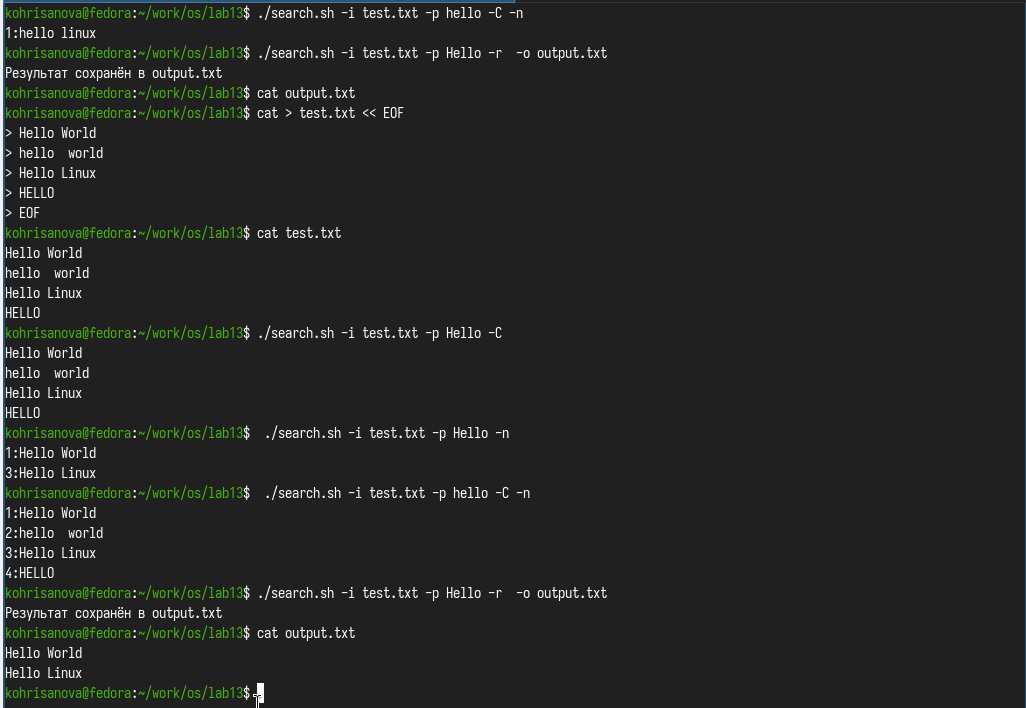 kohrisanova@fedora:~/work/os/lab13$ ./search.sh -i test.txt -p hello -C -n
1:hello linux
kohrisanova@fedora:~/work/os/lab13$ ./search.sh -i test.txt -p Hello -r  -o output.txt
Результат сохранён в output.txt
kohrisanova@fedora:~/work/os/lab13$ cat output.txt
kohrisanova@fedora:~/work/os/lab13$ cat > test.txt << EOF
> Hello World
> hello  world
> Hello Linux
> HELLO
> EOF
kohrisanova@fedora:~/work/os/lab13$ cat test.txt
Hello World
hello  world
Hello Linux
HELLO
kohrisanova@fedora:~/work/os/lab13$ ./search.sh -i test.txt -p Hello -C
Hello World
hello  world
Hello Linux
HELLO
kohrisanova@fedora:~/work/os/lab13$  ./search.sh -i test.txt -p Hello -n
1:Hello World
3:Hello Linux
kohrisanova@fedora:~/work/os/lab13$  ./search.sh -i test.txt -p hello -C -n
1:Hello World
2:hello  world
3:Hello Linux
4:HELLO
kohrisanova@fedora:~/work/os/lab13$ ./search.sh -i test.txt -p Hello -r  -o output.txt
Результат сохранён в output.txt
kohrisanova@fedora:~/work/os/lab13$ cat output.txt
Hello World
Hello Linux
kohrisanova@fedora:~/work/os/lab13$